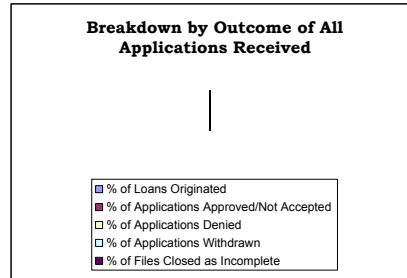 Breakdown by Outcome of All
Applications Received
% of Loans Originated
% of Applications Approved/Not Accepted
% of Applications Denied
% of Applications Withdrawn
% of Files Closed as Incomplete